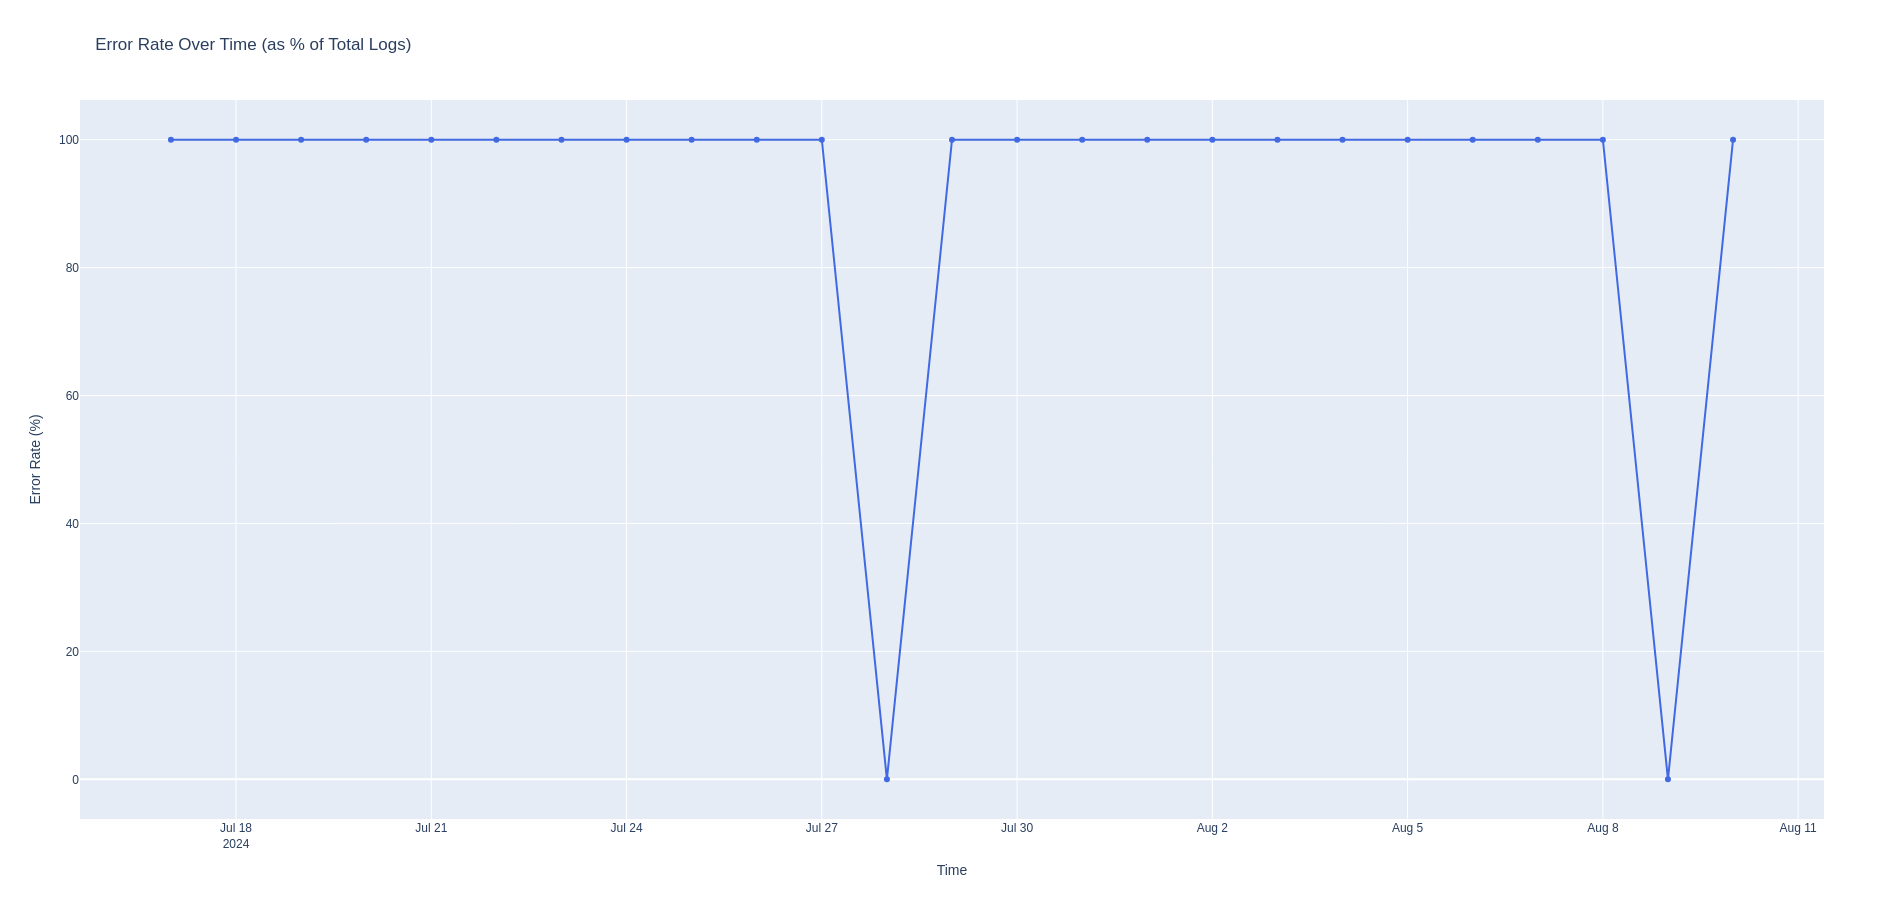 Error Rate Over Time (as % of Total Logs)
100
80
60
40
20
0
Error Rate (%)
Jul 18
2024
Jul 21
Jul 24
Jul 27
Jul 30
Aug 2
Aug 5
Aug 8
Aug 11
Time